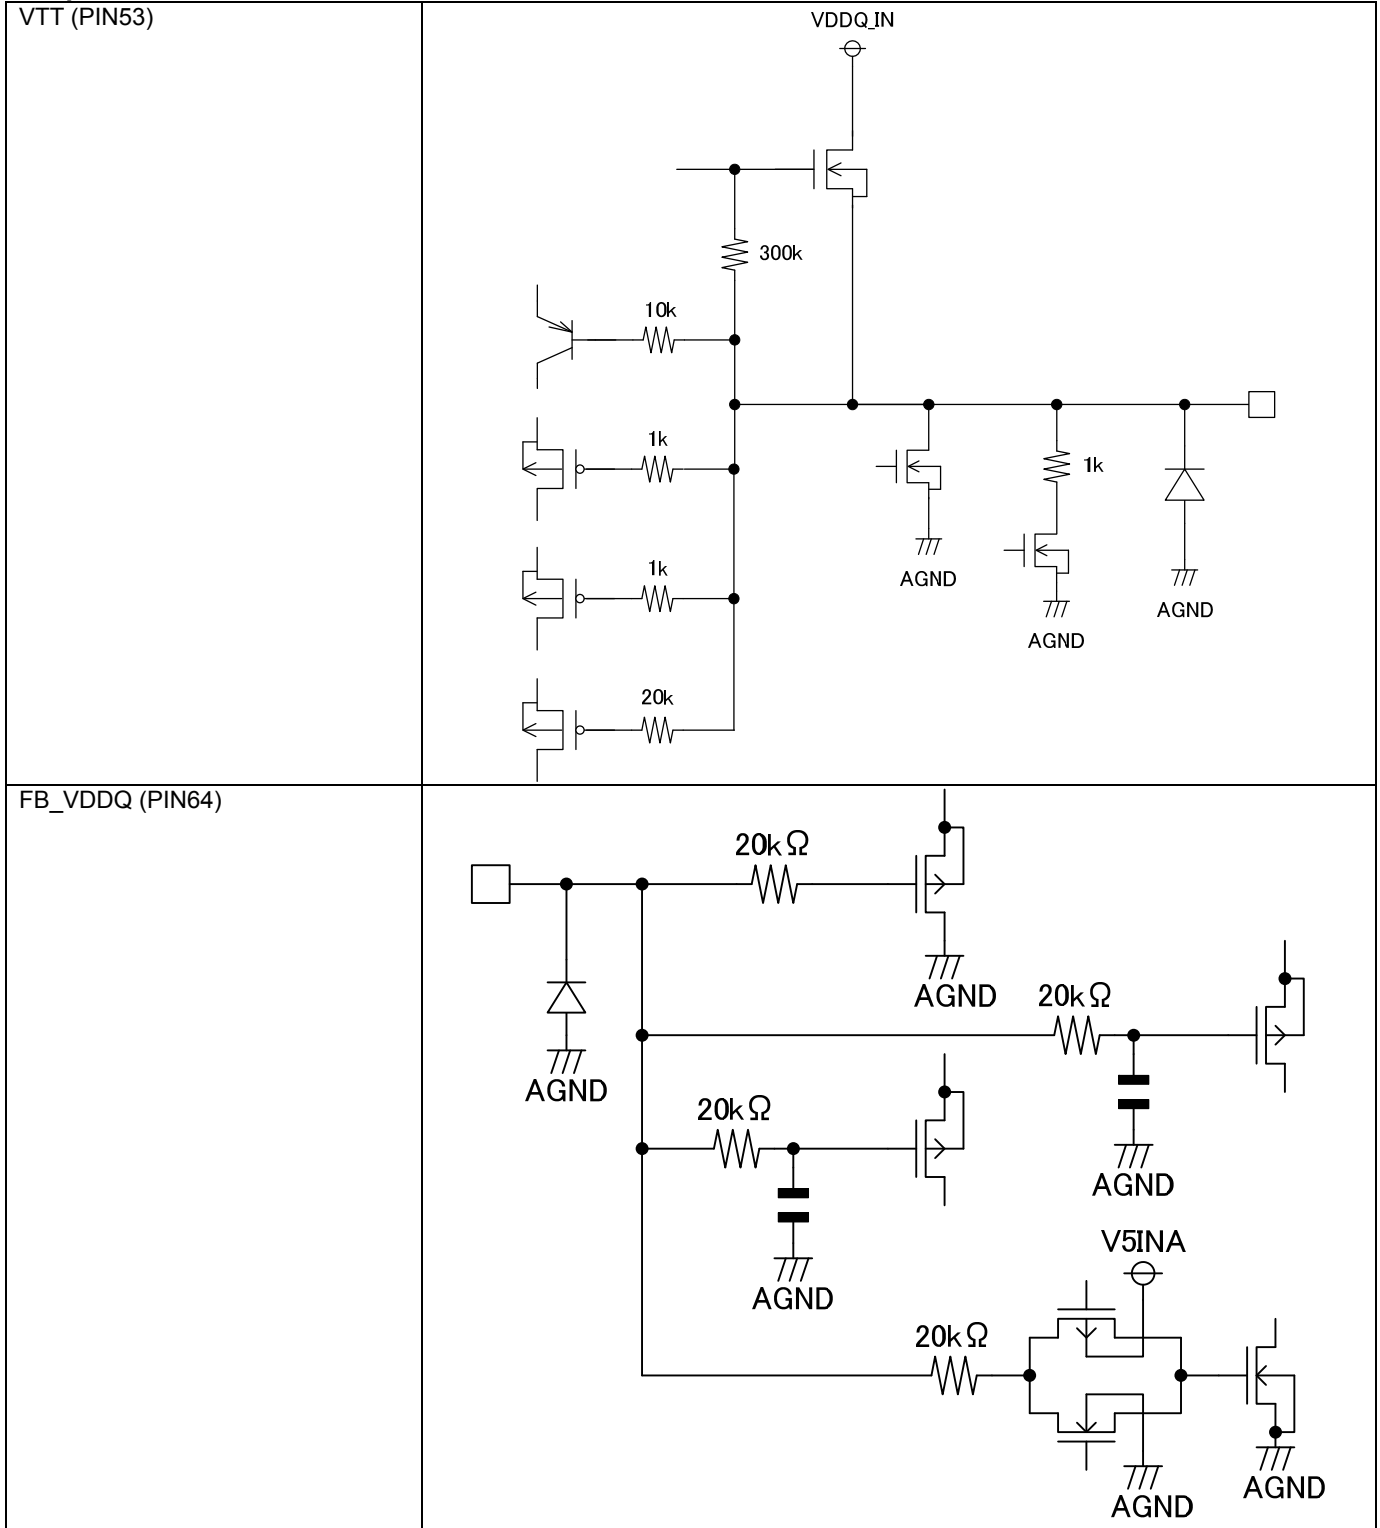 VTT (PIN53)
VDDQ_IN
300k
10k
1k
1k
1k
AGND
1k
AGND
AGND
20k
FB_VDDQ (PIN64)
20kΩ
AGND
20kΩ
AGND
20kΩ
AGND
AGND
V5INA
20kΩ
AGND
AGND